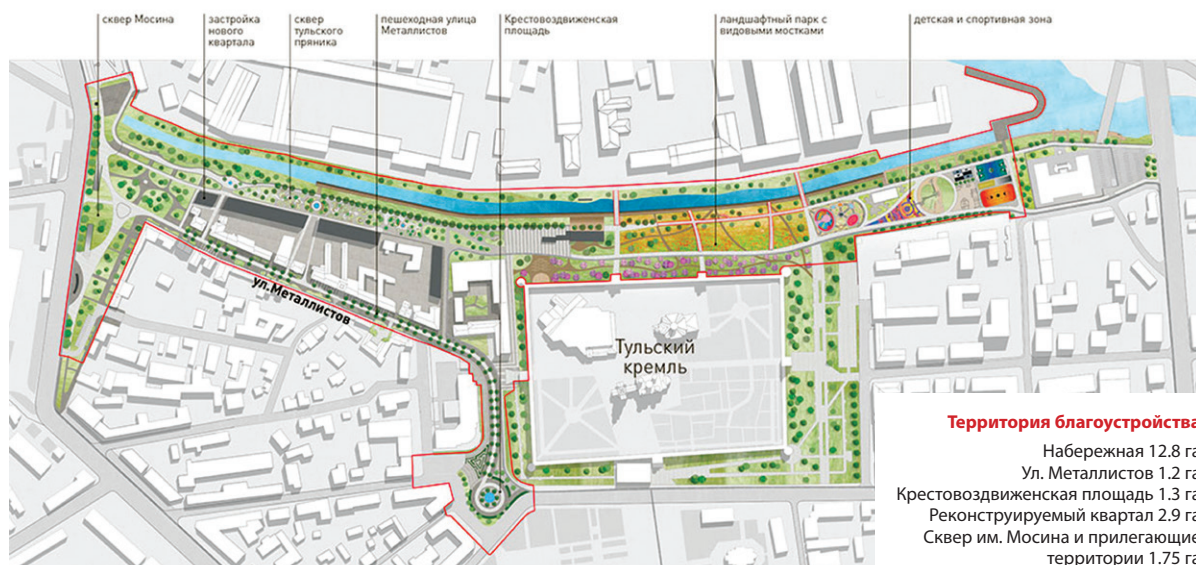 сквер Мосина
застройка
нового
квартала
сквер
тульского
пряника
пешеходная улица
Металлистов
Крестовоздвиженская
площадь
ландшафтный парк с
видовыми мостками
детская и спортивная зона
ул.Металлистов
Тульский
кремль
Территория благоустройства
Набережная 12.8 га
Ул. Металлистов 1.2 га
Крестовоздвиженская площадь 1.3 га
Реконструируемый квартал 2.9 га
Сквер им. Мосина и прилегающие
территории 1.75 га